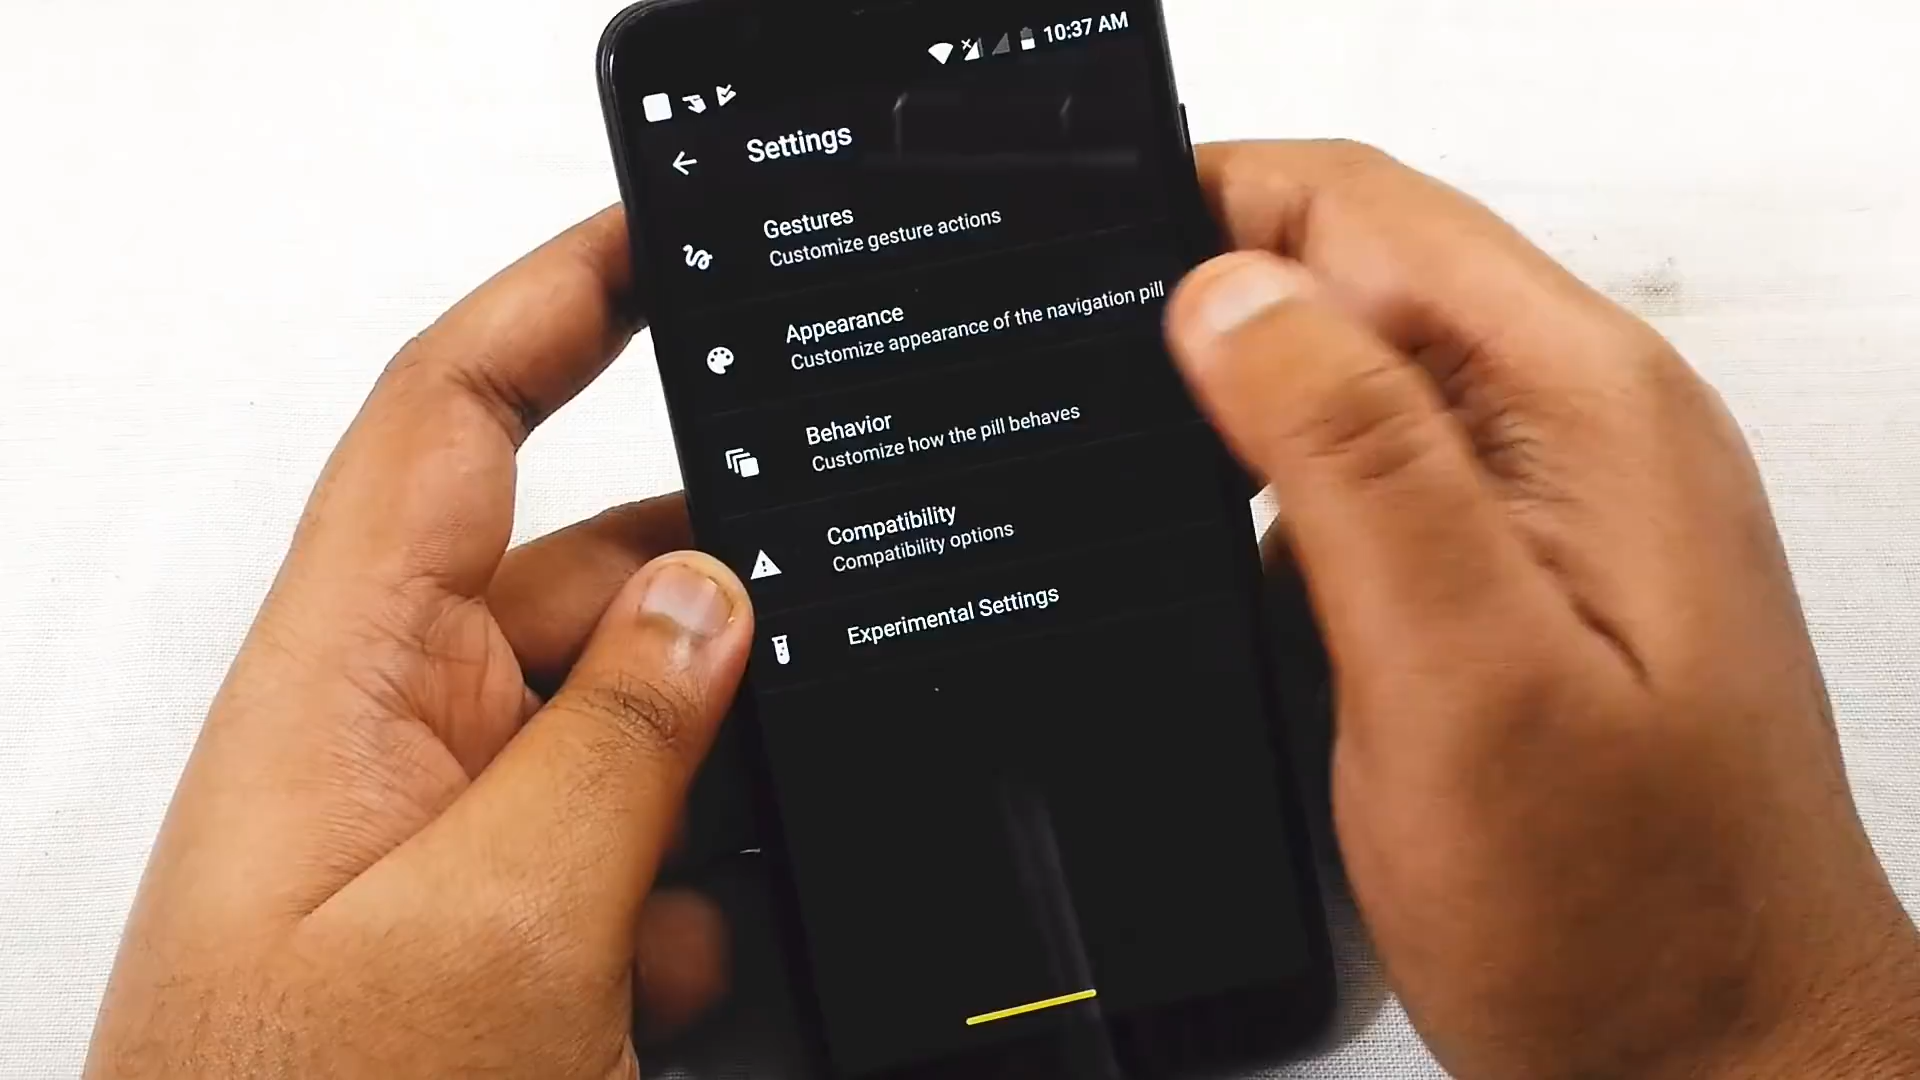 10:37 AM
Settings
Gestures
Customize gesture actions
Appearance
Customize appearance of the navigation pill
Behavior
Customize how the pill behaves
Compatibility
Compatibility options
Experimental Settings